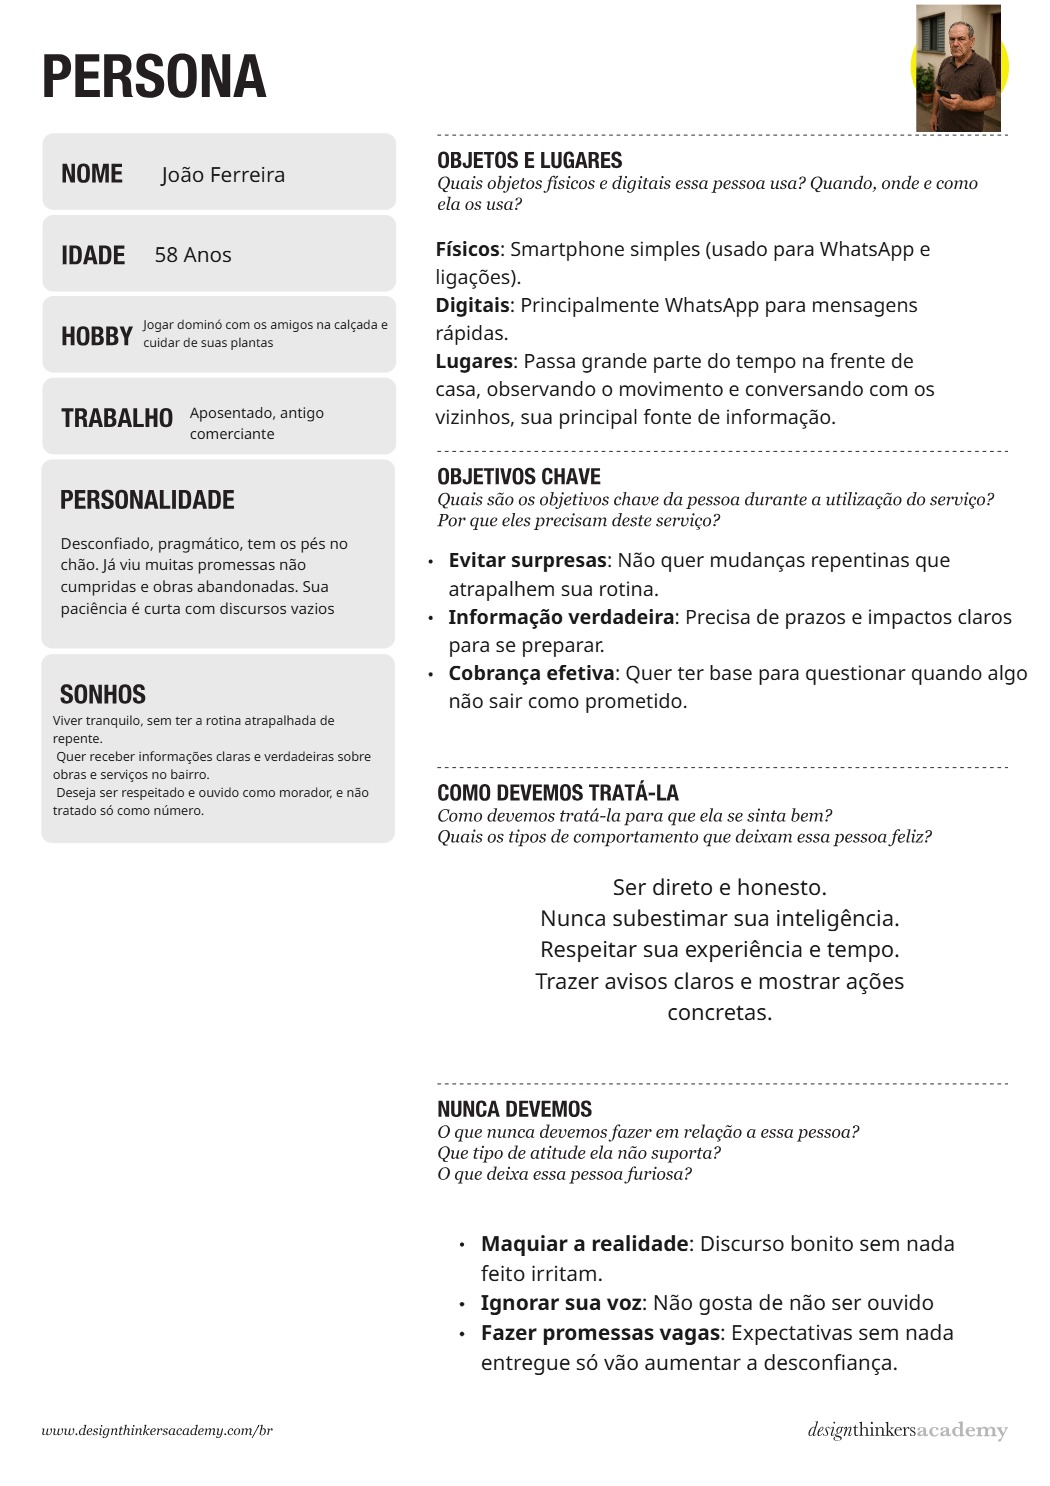 PERSONA
NOME João Ferreira
IDADE 58 Anos
HOBBY Jogar dominó com os amigos na calçada e
cuidar de suas plantas
TRABALHO Aposentado, antigo
comerciante
PERSONALIDADE
Desconfiado, pragmático, tem os pés no
chão. Já viu muitas promessas não
cumpridas e obras abandonadas. Sua
paciência é curta com discursos vazios
SONHOS
Viver tranquilo, sem ter a rotina atrapalhada de
repente.
Quer receber informações claras e verdadeiras sobre
obras e serviços no bairro.
Deseja ser respeitado e ouvido como morador, e não
tratado só como número.
OBJETOS E LUGARES
Quais objetos físicos e digitais essa pessoa usa? Quando, onde e como
ela os usa?
Físicos: Smartphone simples (usado para WhatsApp e
ligações).
Digitais: Principalmente WhatsApp para mensagens
rápidas.
Lugares: Passa grande parte do tempo na frente de
casa, observando o movimento e conversando com os
vizinhos, sua principal fonte de informação.
OBJETIVOS CHAVE
Quais são os objetivos chave da pessoa durante a utilização do serviço?
Por que eles precisam deste serviço?
• Evitar surpresas: Não quer mudanças repentinas que
atrapalhem sua rotina.
• Informação verdadeira: Precisa de prazos e impactos claros
para se preparar.
• Cobrança efetiva: Quer ter base para questionar quando algo
não sair como prometido.
COMO DEVEMOS TRATÁ-LA
Como devemos tratá-la para que ela se sinta bem?
Quais os tipos de comportamento que deixam essa pessoa feliz?
Ser direto e honesto.
Nunca subestimar sua inteligência.
Respeitar sua experiência e tempo.
Trazer avisos claros e mostrar ações
concretas.
NUNCA DEVEMOS
O que nunca devemos fazer em relação a essa pessoa?
Que tipo de atitude ela não suporta?
O que deixa essa pessoa furiosa?
• Maquiar a realidade: Discurso bonito sem nada
feito irritam.
• Ignorar sua voz: Não gosta de não ser ouvido
• Fazer promessas vagas: Expectativas sem nada
entregue só vão aumentar a desconfiança.
www.designthinkersacademy.com/br
designthinkersacademy